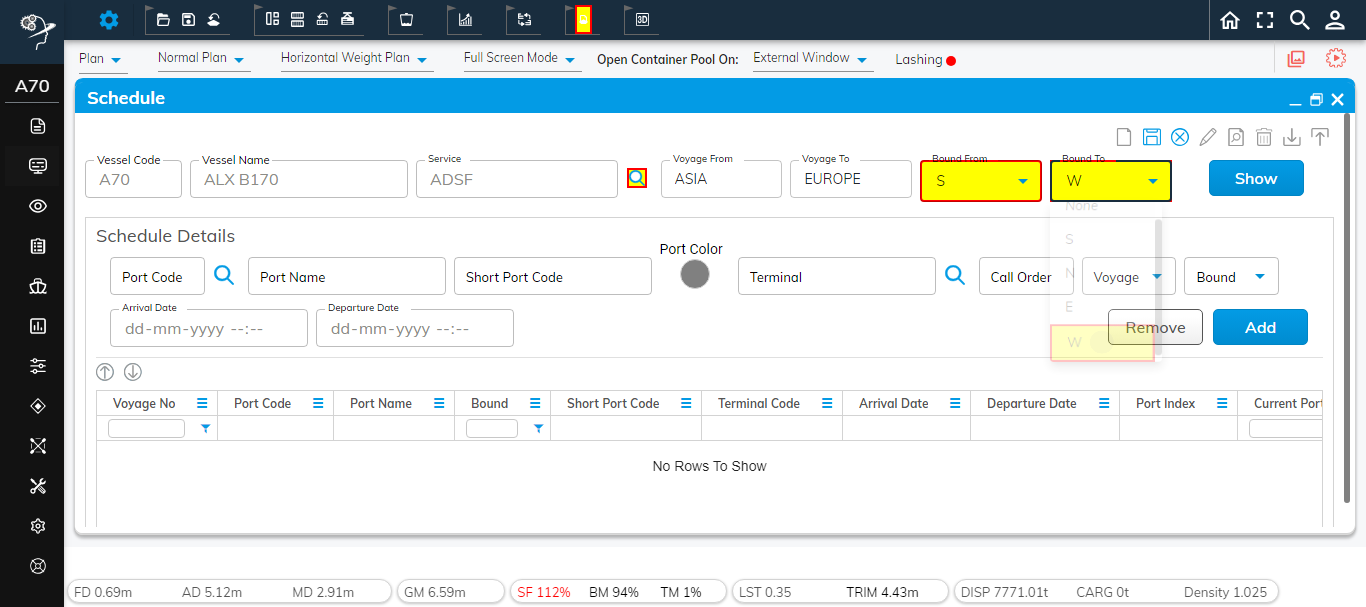 3D
A70
Plan
Normal Plan
Horizontal Weight Plan
Full Screen Mode
Open Container Pool On:
External Window
Lashing
Schedule
Vessel Code
A70
Vessel Name
ALX B170
Service
ADSF
Voyage From
ASIA
Voyage To
EUROPE
Bound From
S
Bound To
W
Show
None
S
N
E
W
Schedule Details
Port Code
Port Name
Short Port Code
Port Color
Terminal
Call Order
Voyage
Bound
Arrival Date
dd-mm-yyyy --:--
Departure Date
dd-mm-yyyy --:--
Remove
Add
Voyage No
Port Code
Port Name
Bound
Short Port Code
Terminal Code
Arrival Date
Departure Date
Port Index
Current Port
No Rows To Show
FD 0.69m
AD 5.12m
MD 2.91m
GM 6.59m
SF 112%
BM 94%
TM 1%
LST 0.35
TRIM 4.43m
DISP 7771.01t
CARG 0t
Density 1.025